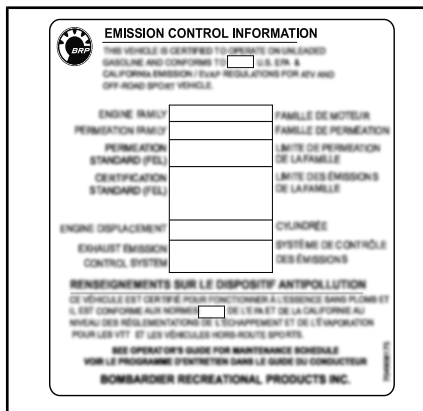 EMISSION CONTROL INFORMATION
BRP
THIS VEHICLE IS CERTIFIED TO OPERATE ON UNLEADED
GASOLINE AND CONFORMS TO U.S. EPA &
CALIFORNIA EMISSION / EVAP REGULATIONS FOR ATV AND
OFF-ROAD SPORT VEHICLE.
ENGINE FAMILY
FAMILLE DE MOTEUR
PERMEATION FAMILY
FAMILLE DE PERMÉATION
PERMEATION
STANDARD (FEL)
LIMITE DE PERMEATION
DE LA FAMILLE
CERTIFICATION
STANDARD (FEL)
LIMITE DES ÉMISSIONS
DE LA FAMILLE
ENGINE DISPLACEMENT
CYLINDRÉE
EXHAUST EMISSION
CONTROL SYSTEM
SYSTÈME DE CONTRÔLE
DES ÉMISSIONS
RENSEIGNEMENTS SUR LE DISPOSITIF ANTIPOLLUTION
CE VÉHICULE EST CERTIFIÉ POUR FONCTIONNER À L'ESSENCE SANS PLOMB ET
IL EST CONFORME AUX NORMES DE L'EPA ET DE LA CALIFORNIE AU
NIVEAU DES RÉGLEMENTATIONS DE L'ÉCHAPPEMENT ET DE L'ÉVAPORATION
POUR LES VTT ET LES VÉHICULES HORS-ROUTE SPORTS.
SEE OPERATOR'S GUIDE FOR MAINTENANCE SCHEDULE
VOIR LE PROGRAMME D'ENTRETIEN DANS LE GUIDE DU CONDUCTEUR
BOMBARDIER RECREATIONAL PRODUCTS INC.